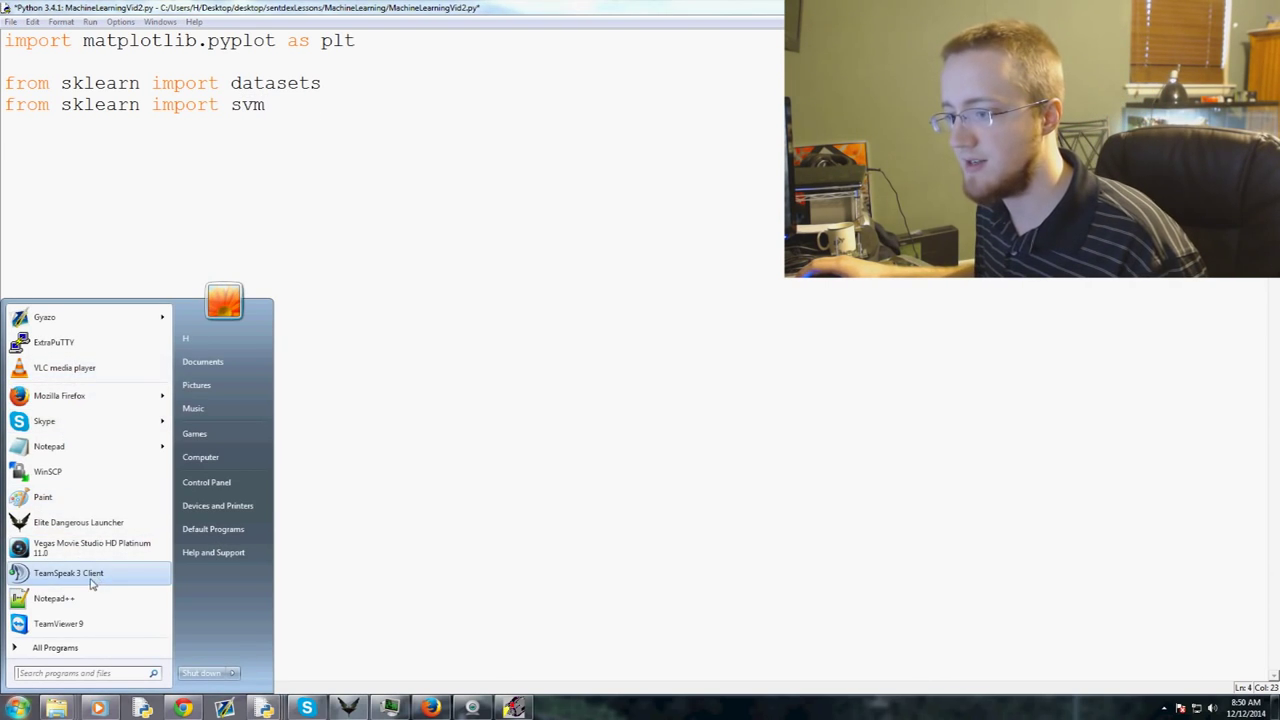 *Python 3.4.1: MachineLearningVid2.py - C:/Users/H/Desktop/desktop/sentdexLessons/MachineLearning/MachineLearningVid2.py*
File Edit Format Run Options Windows Help
import matplotlib.pyplot as plt
from sklearn import datasets
from sklearn import svm
Gyazo
ExtraPuTTY
VLC media player
Mozilla Firefox
Skype
Notepad
WinSCP
Paint
Elite Dangerous Launcher
Vegas Movie Studio HD Platinum
11.0
TeamSpeak 3 Client
Notepad++
TeamViewer 9
All Programs
Search programs and files
H
Documents
Pictures
Music
Games
Computer
Control Panel
Devices and Printers
Default Programs
Help and Support
Shut down
Ln: 4 Col: 23
8:50 AM
12/12/2014